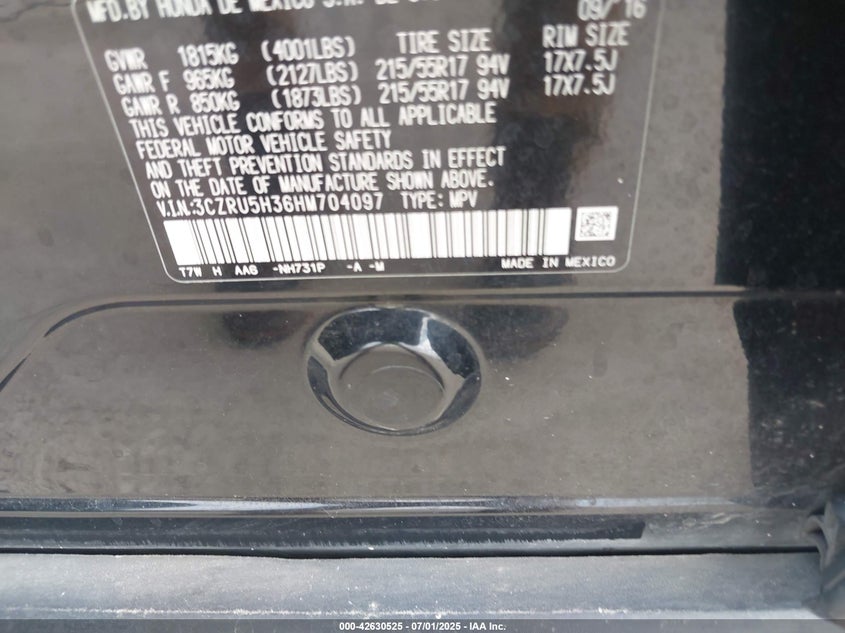 MFD.BY HONDA DE MEXICO S.A. DE 09/16
GVWR 1815KG (4001LBS) TIRE SIZE RIM SIZE
GAWR F 965KG (2127LBS) 215/55R17 94V 17X7.5J
GAWR R 850KG (1873LBS) 215/55R17 94V 17X7.5J
THIS VEHICLE CONFORMS TO ALL APPLICABLE
FEDERAL MOTOR VEHICLE SAFETY
AND THEFT PREVENTION STANDARDS IN EFFECT
ON THE DATE OF MANUFACTURE SHOWN ABOVE.
V.I.N.:3CZRU5H36HM704097 TYPE: MPV
T7W H AA6 -NH731P -A -M MADE IN MEXICO
000-42630525 - 07/01/2025 - IAA Inc.